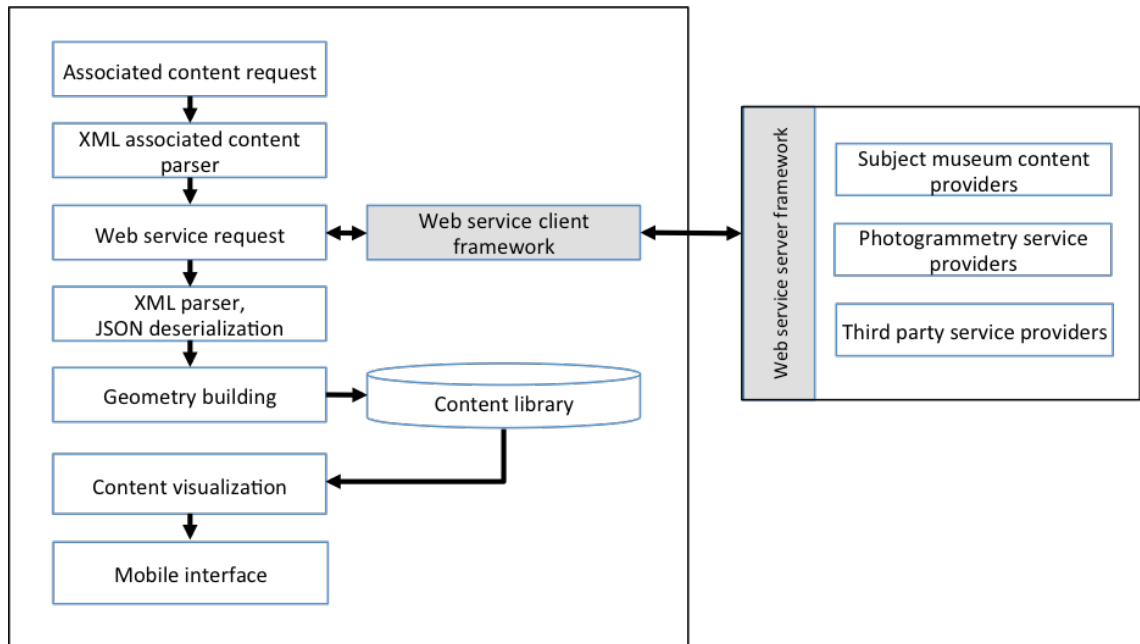 Associated content request
XML associated content
parser
Web service request
Web service client
framework
XML parser,
JSON deserialization
Geometry building
Content library
Content visualization
Mobile interface
Web service server framework
Subject museum content
providers
Photogrammetry service
providers
Third party service providers